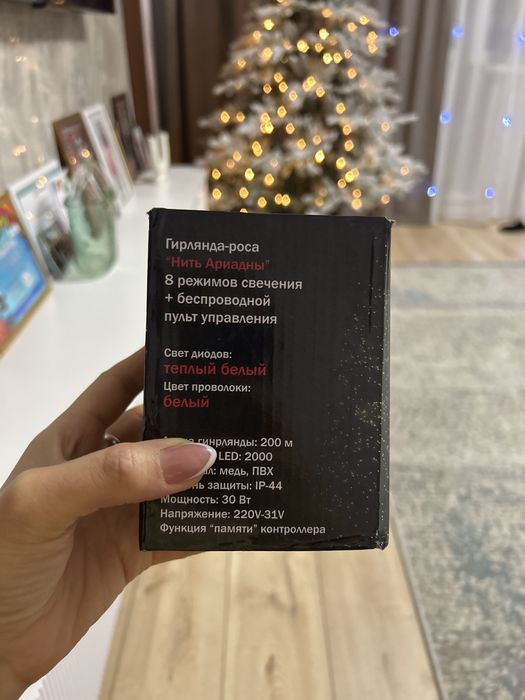 Гирлянда-роса
"Нить Ариадны"
8 режимов свечения
+ беспроводной
пульт управления
Свет диодов:
теплый белый
Цвет проволоки:
белый
гинрлянды: 200 м
LED: 2000
медь, ПВХ
защиты: IP-44
Мощность: 30 Вт
Напряжение: 220V-31V
Функция "памяти" контроллера